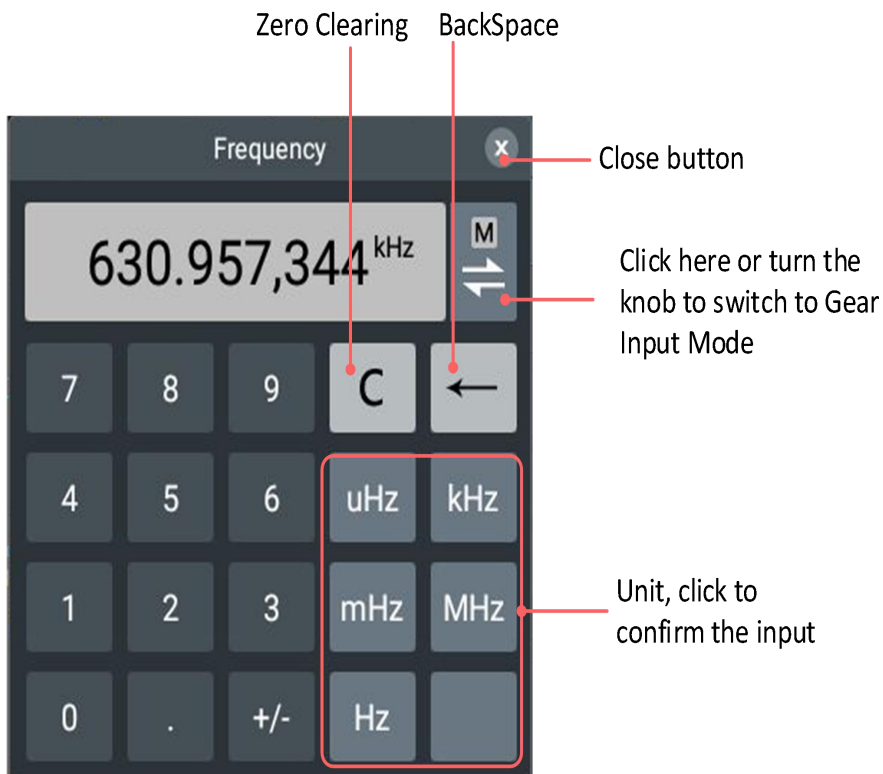 Zero Clearing BackSpace
Frequency x
Close button
630.957,344 kHz M
Click here or turn the
knob to switch to Gear
Input Mode
7 8 9 C ←
4 5 6 uHz kHz
1 2 3 mHz MHz
Unit, click to
confirm the input
0 . +/- Hz